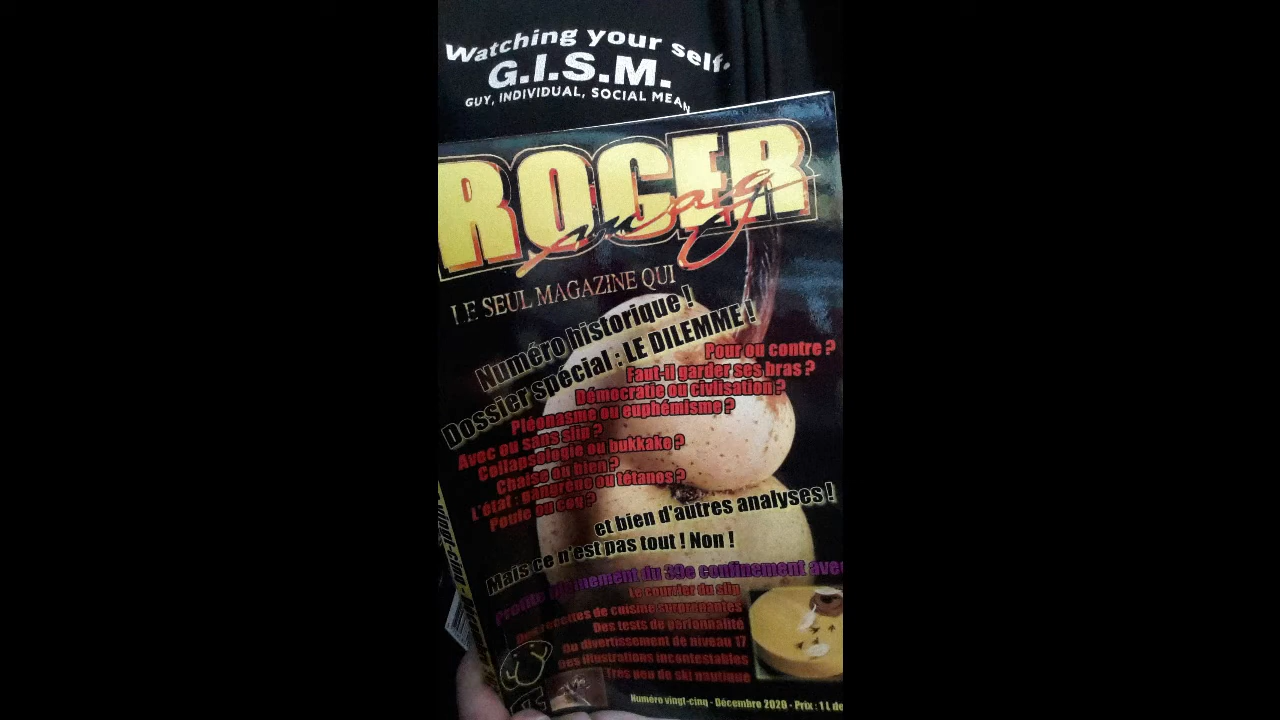 Watching your self.
G.I.S.M.
GUY, INDIVIDUAL, SOCIAL MEAN
ROGER
mag
LE SEUL MAGAZINE QUI
Numéro historique !
Dossier spécial : LE DILEMME !
Pour ou contre ?
Faut-il garder ses bras ?
Démocratie ou civilisation ?
Pléonasme ou euphémisme ?
Avec ou sans slip ?
Collapsologie ou bukkake ?
Chaise ou bien ?
L'état : gangrène ou tétanos ?
Poule ou coq ?
et bien d'autres analyses !
Mais ce n'est pas tout ! Non !
Profite du 39e confinement avec
Le courrier du slip
Des recettes de cuisine surprenantes
Des tests de
Du divertissement de niveau 17
Des illustrations incontestables
Très peu de ski nautique
Numéro vingt-cinq - Décembre 2020 - Prix : 1 L de
vingt-cinq